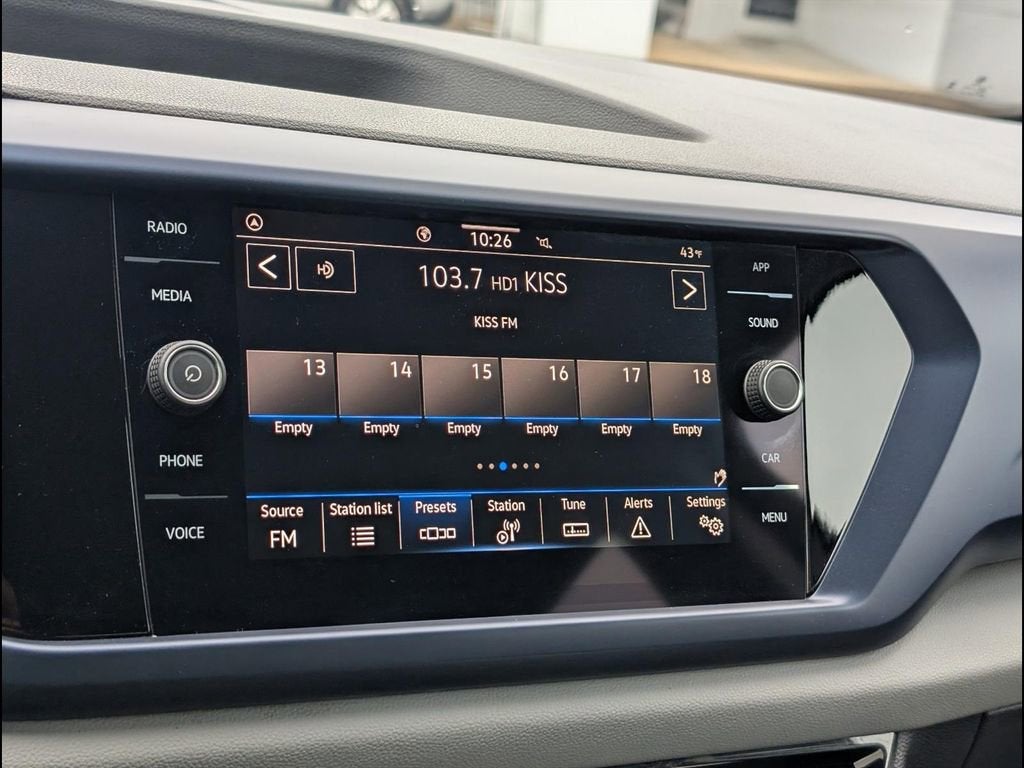 RADIO
MEDIA
PHONE
VOICE
10:26
43°F
HD
103.7 HD1 KISS
KISS FM
13 14 15 16 17 18
Empty Empty Empty Empty Empty Empty
Source Station list Presets Station Tune Alerts Settings
FM
APP
SOUND
CAR
MENU